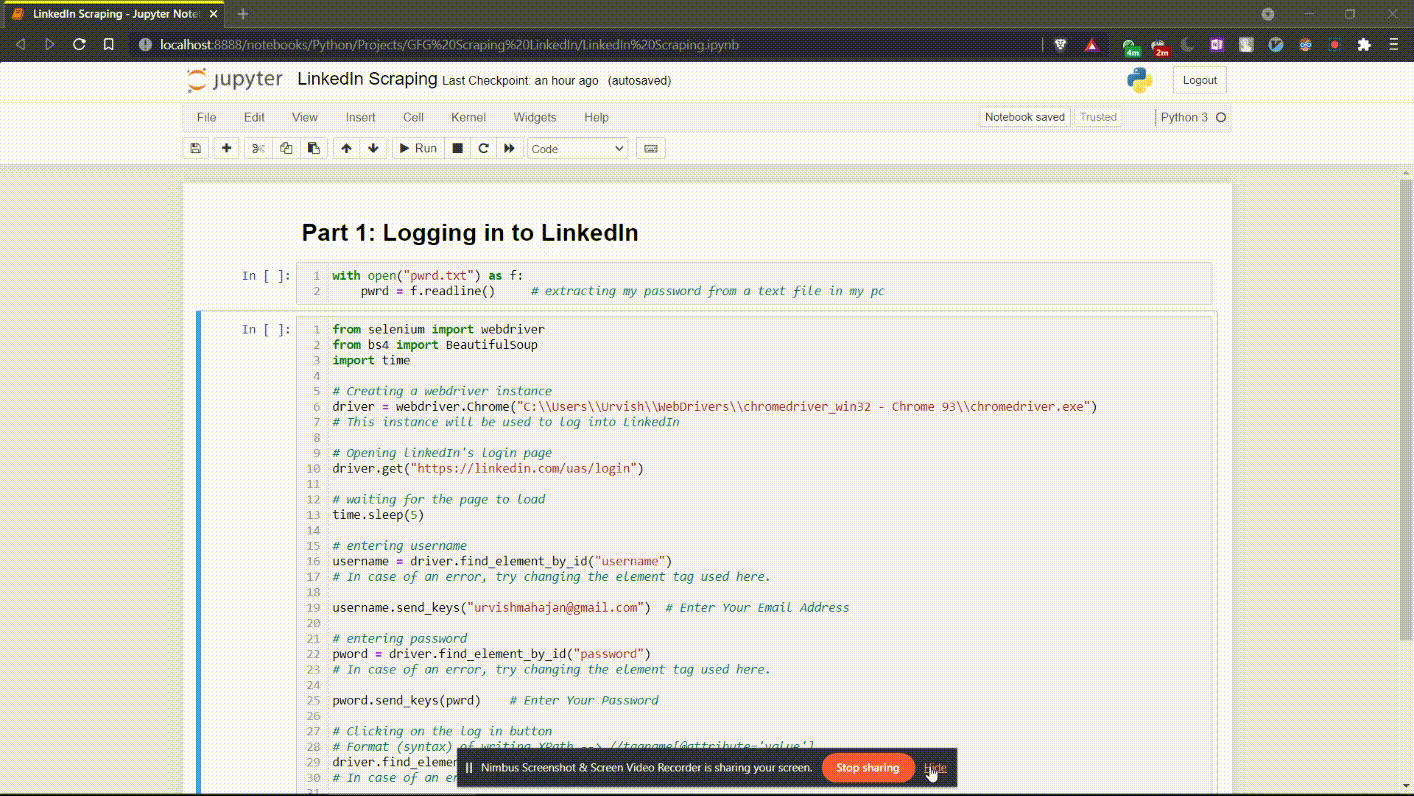 LinkedIn Scraping - Jupyter Note
localhost:8888/notebooks/Python/Projects/GFG%20Scraping%20LinkedIn/LinkedIn%20Scraping.ipynb
4m
2m
jupyter LinkedIn Scraping Last Checkpoint: an hour ago (autosaved)
Logout
File Edit View Insert Cell Kernel Widgets Help
Notebook saved Trusted Python 3
Run Code
Part 1: Logging in to LinkedIn
In [ ]:
1 with open("pwrd.txt") as f:
2     pwrd = f.readline()     # extracting my password from a text file in my pc
In [ ]:
1 from selenium import webdriver
2 from bs4 import BeautifulSoup
3 import time
4
5 # Creating a webdriver instance
6 driver = webdriver.Chrome("C:\\Users\\Urvish\\WebDrivers\\chromedriver_win32 - Chrome 93\\chromedriver.exe")
7 # This instance will be used to log into LinkedIn
8
9 # Opening linkedIn's login page
10 driver.get("https://linkedin.com/uas/login")
11
12 # waiting for the page to load
13 time.sleep(5)
14
15 # entering username
16 username = driver.find_element_by_id("username")
17 # In case of an error, try changing the element tag used here.
18
19 username.send_keys("urvishmahajan@gmail.com")  # Enter Your Email Address
20
21 # entering password
22 pword = driver.find_element_by_id("password")
23 # In case of an error, try changing the element tag used here.
24
25 pword.send_keys(pwrd)    # Enter Your Password
26
27 # Clicking on the log in button
28 # Format (syntax) of writing XPath --> //tagname[@attribute='value']
29 driver.find_elem
30 # In case of an er
31
Nimbus Screenshot & Screen Video Recorder is sharing your screen. Stop sharing Hide